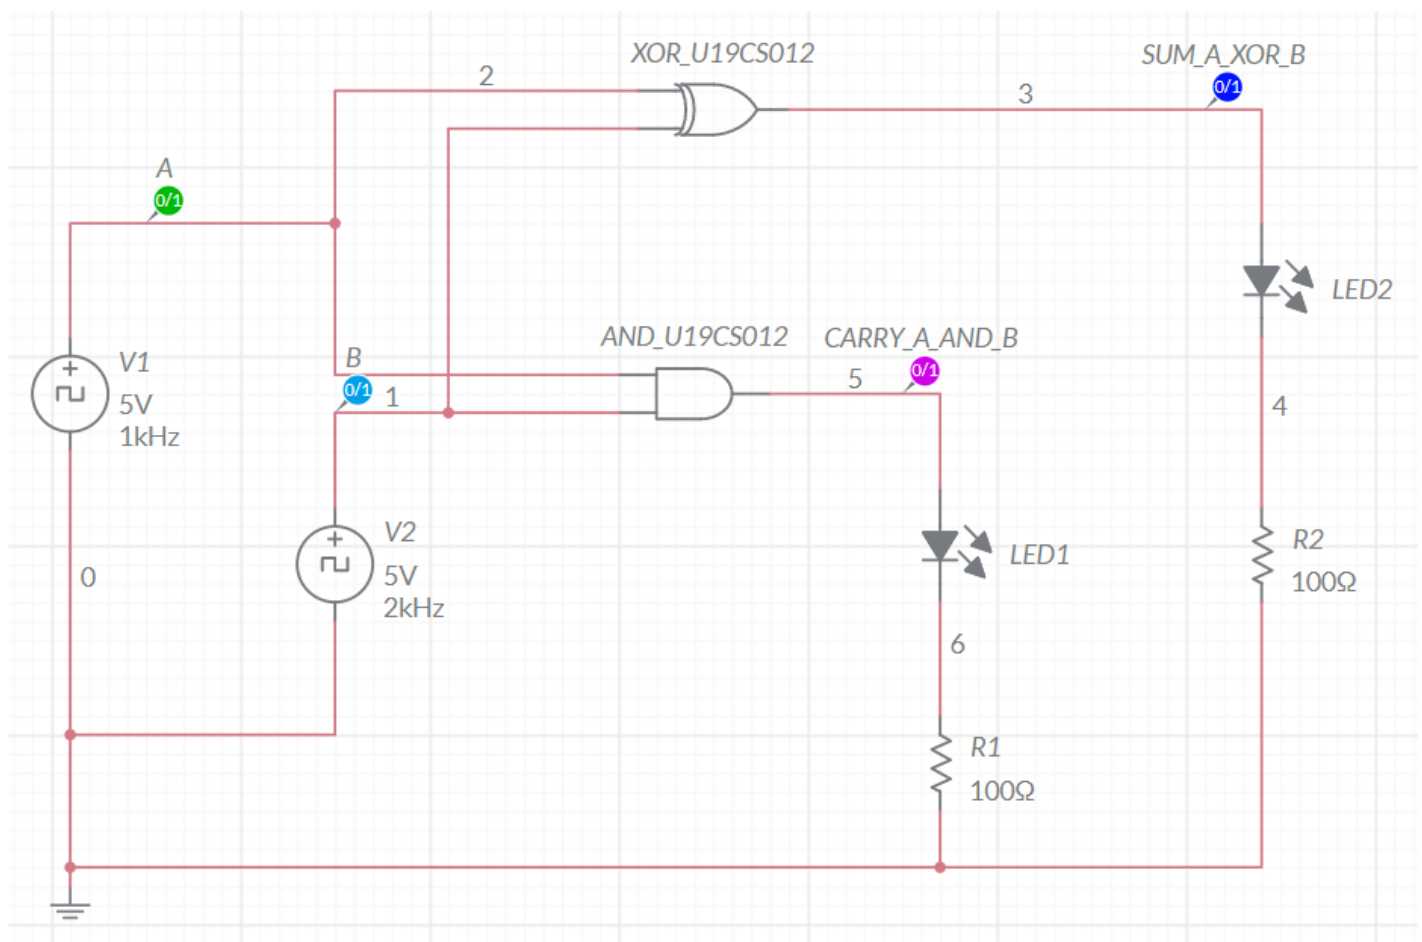 XOR_U19CS012
SUM_A_XOR_B
2
3
0/1
A
0/1
AND_U19CS012
CARRY_A_AND_B
B
0/1
1
5
0/1
V1
5V
1kHz
LED2
4
V2
5V
2kHz
0
LED1
R2
100Ω
6
R1
100Ω